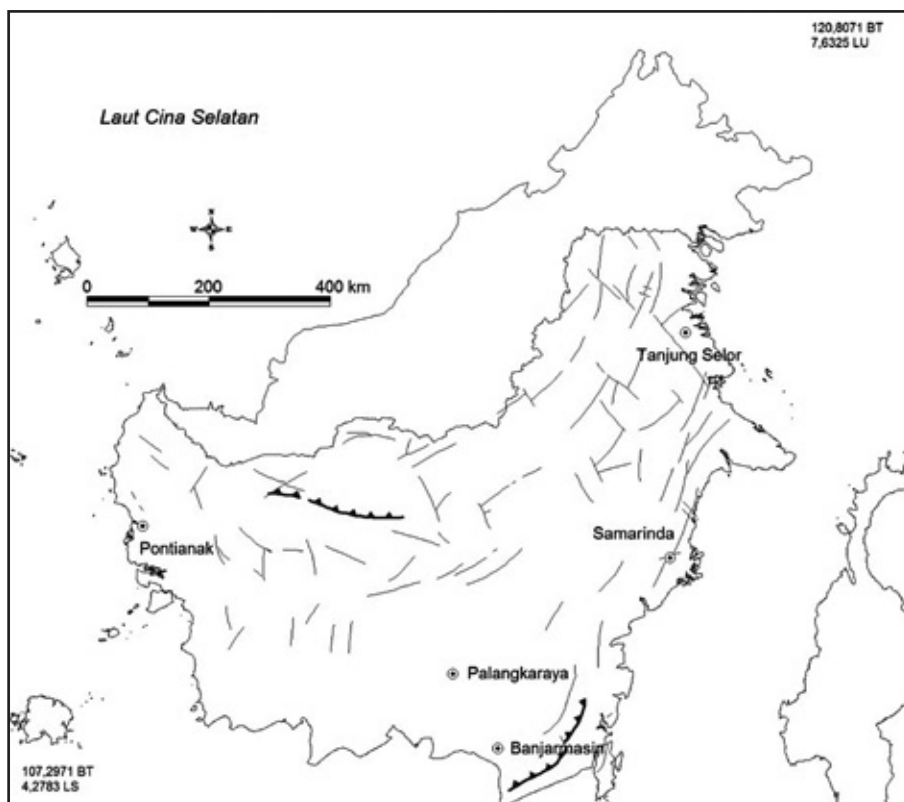 120,8071 BT
7,6325 LU
Laut Cina Selatan
N
W E
S
0 200 400 km
Tanjung Selor
Samarinda
Pontianak
Palangkaraya
Banjarmasin
107,2971 BT
4,2783 LS